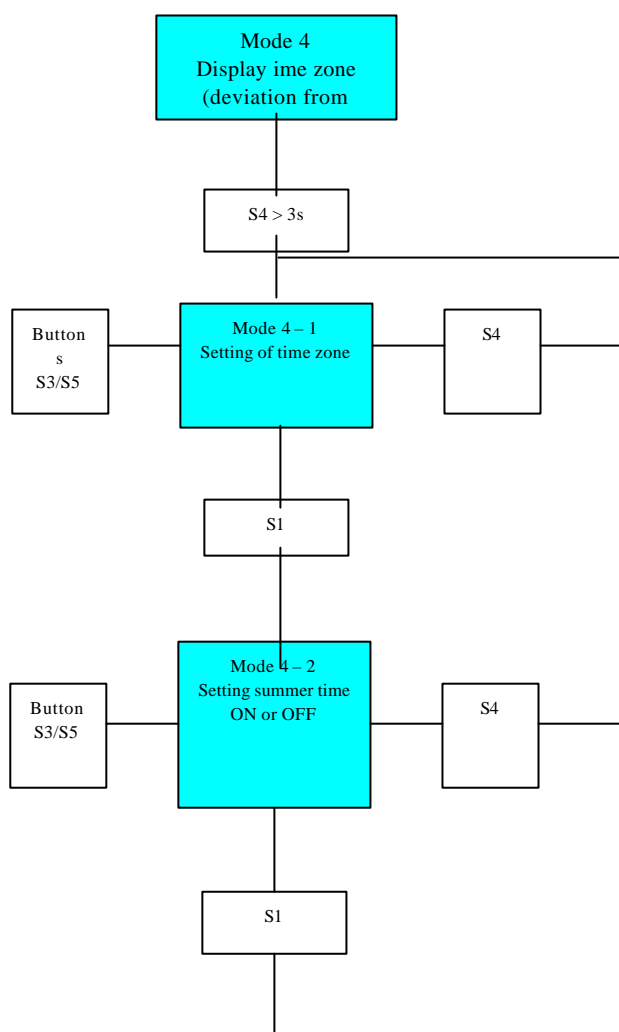 Mode 4
Display ime zone
(deviation from
S4 > 3s
Mode 4 – 1
Setting of time zone
Button
s
S3/S5
S4
S1
Mode 4 – 2
Setting summer time
ON or OFF
Button
S3/S5
S4
S1